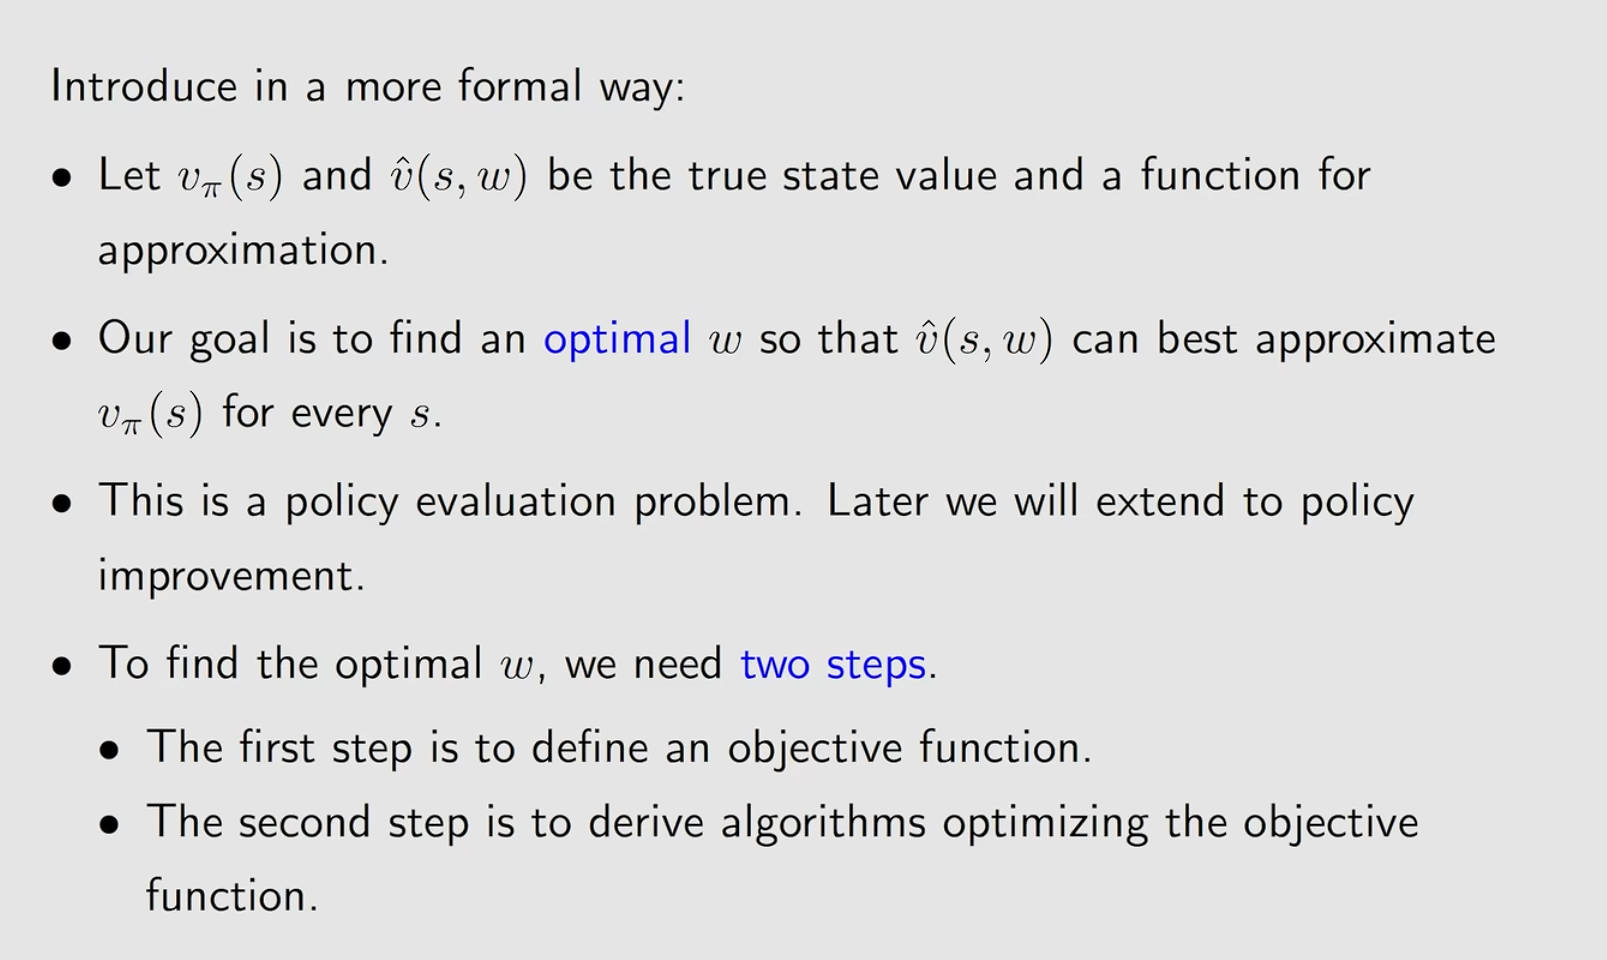 Introduce in a more formal way:
• Let $v_\pi(s)$ and $\hat{v}(s, w)$ be the true state value and a function for
approximation.
• Our goal is to find an optimal $w$ so that $\hat{v}(s, w)$ can best approximate
$v_\pi(s)$ for every $s$.
• This is a policy evaluation problem. Later we will extend to policy
improvement.
• To find the optimal $w$, we need two steps.
• The first step is to define an objective function.
• The second step is to derive algorithms optimizing the objective
function.